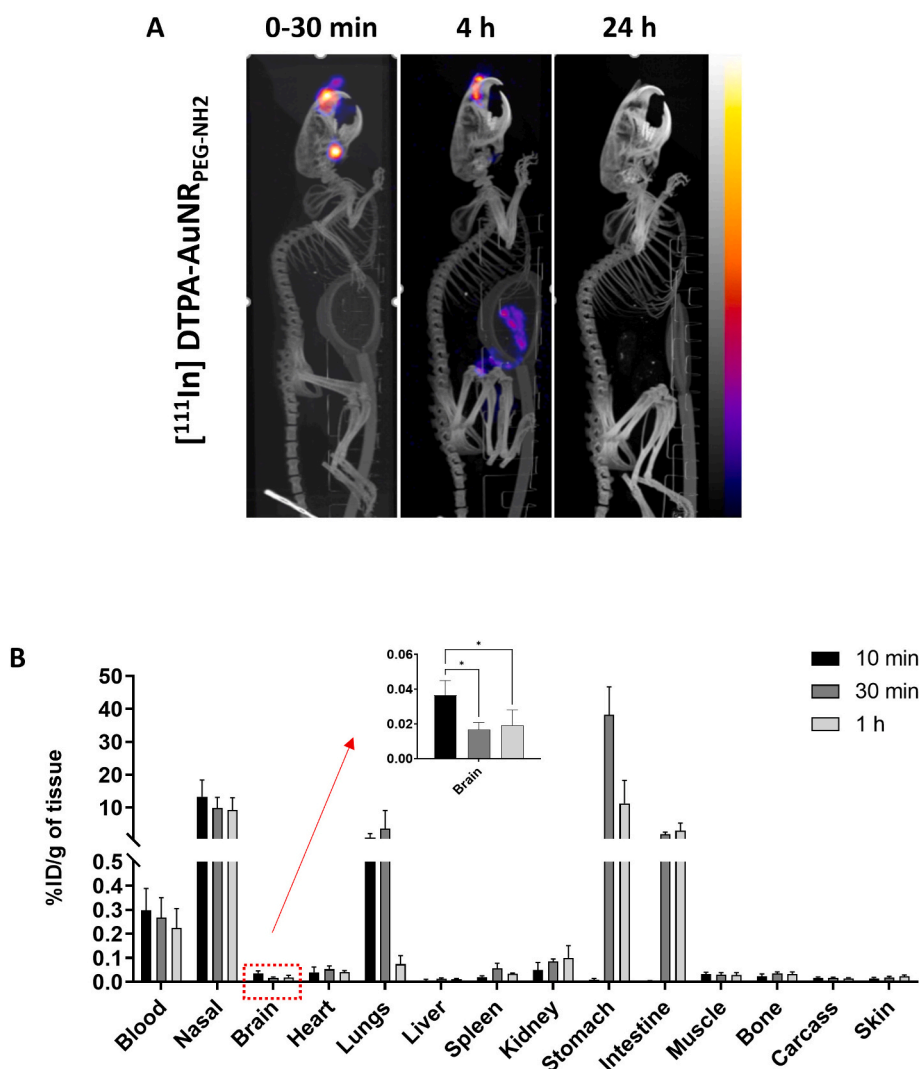 A
0-30 min
4 h
24 h
[¹¹¹In] DTPA-AuNR_PEG-NH2
B
10 min
30 min
1 h
%ID/g of tissue
50
40
30
20
10
0.5
0.4
0.3
0.2
0.1
0.0
0.06
0.04
0.02
0.00
*
*
Brain
Blood
Nasal
Brain
Heart
Lungs
Liver
Spleen
Kidney
Stomach
Intestine
Muscle
Bone
Carcass
Skin